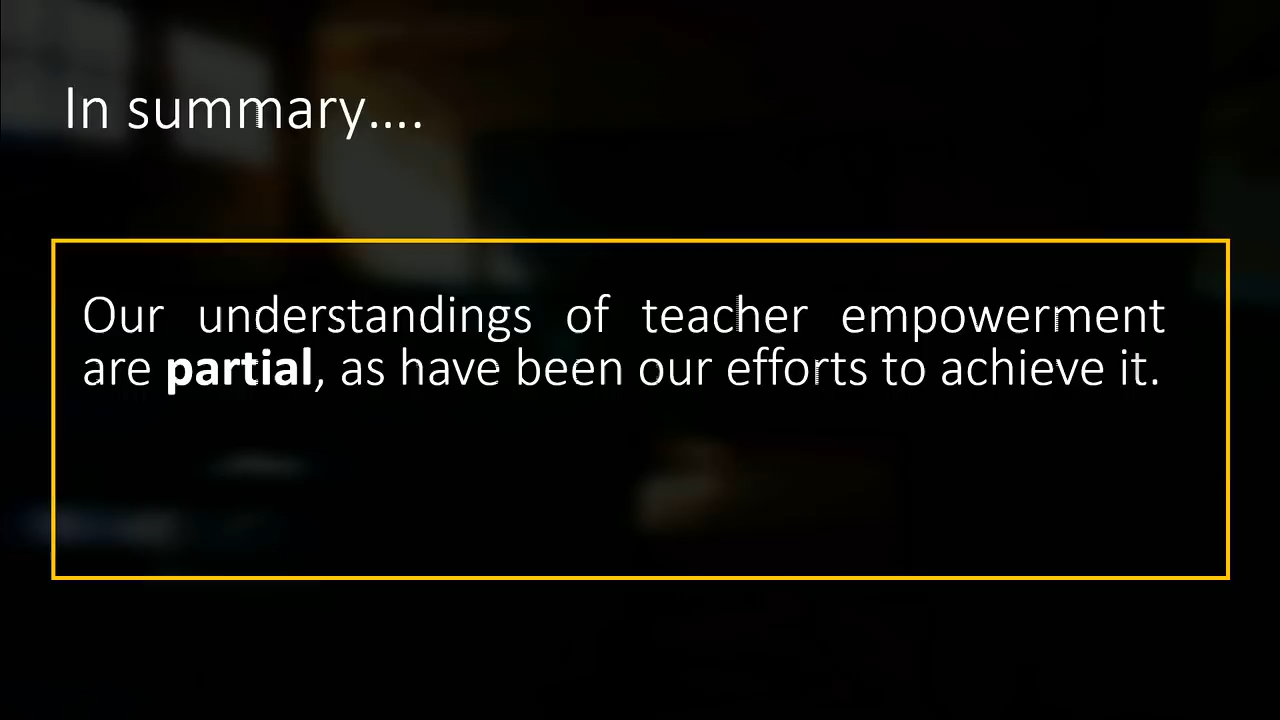 In summary....
Our understandings of teacher empowerment
are partial, as have been our efforts to achieve it.